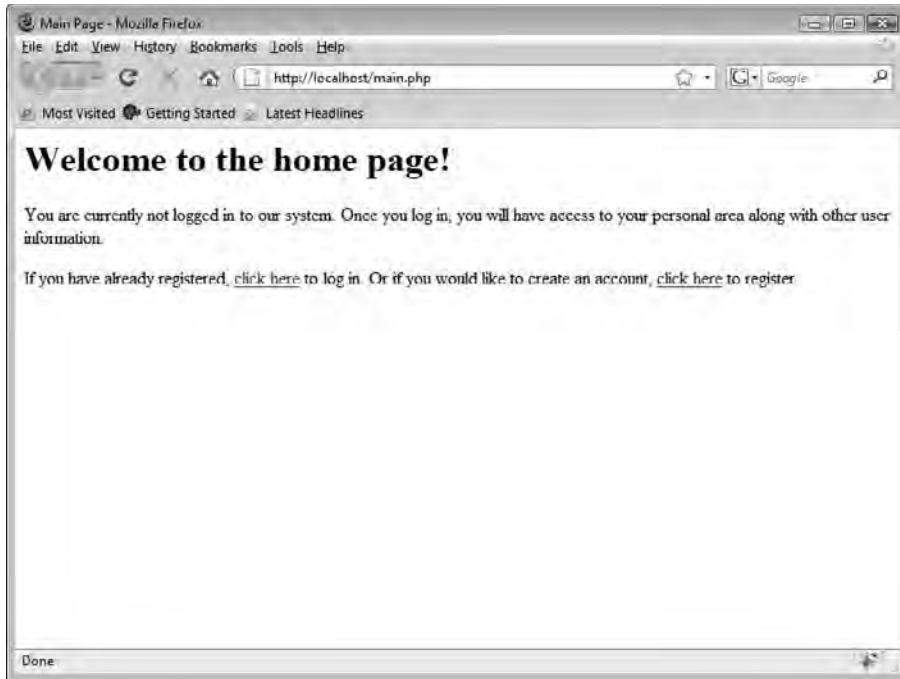 Main Page - Mozilla Firefox
File Edit View History Bookmarks Tools Help
http://localhost/main.php
G Google
Most Visited Getting Started Latest Headlines
Welcome to the home page!
You are currently not logged in to our system. Once you log in, you will have access to your personal area along with other user
information.
If you have already registered, click here to log in. Or if you would like to create an account, click here to register.
Done